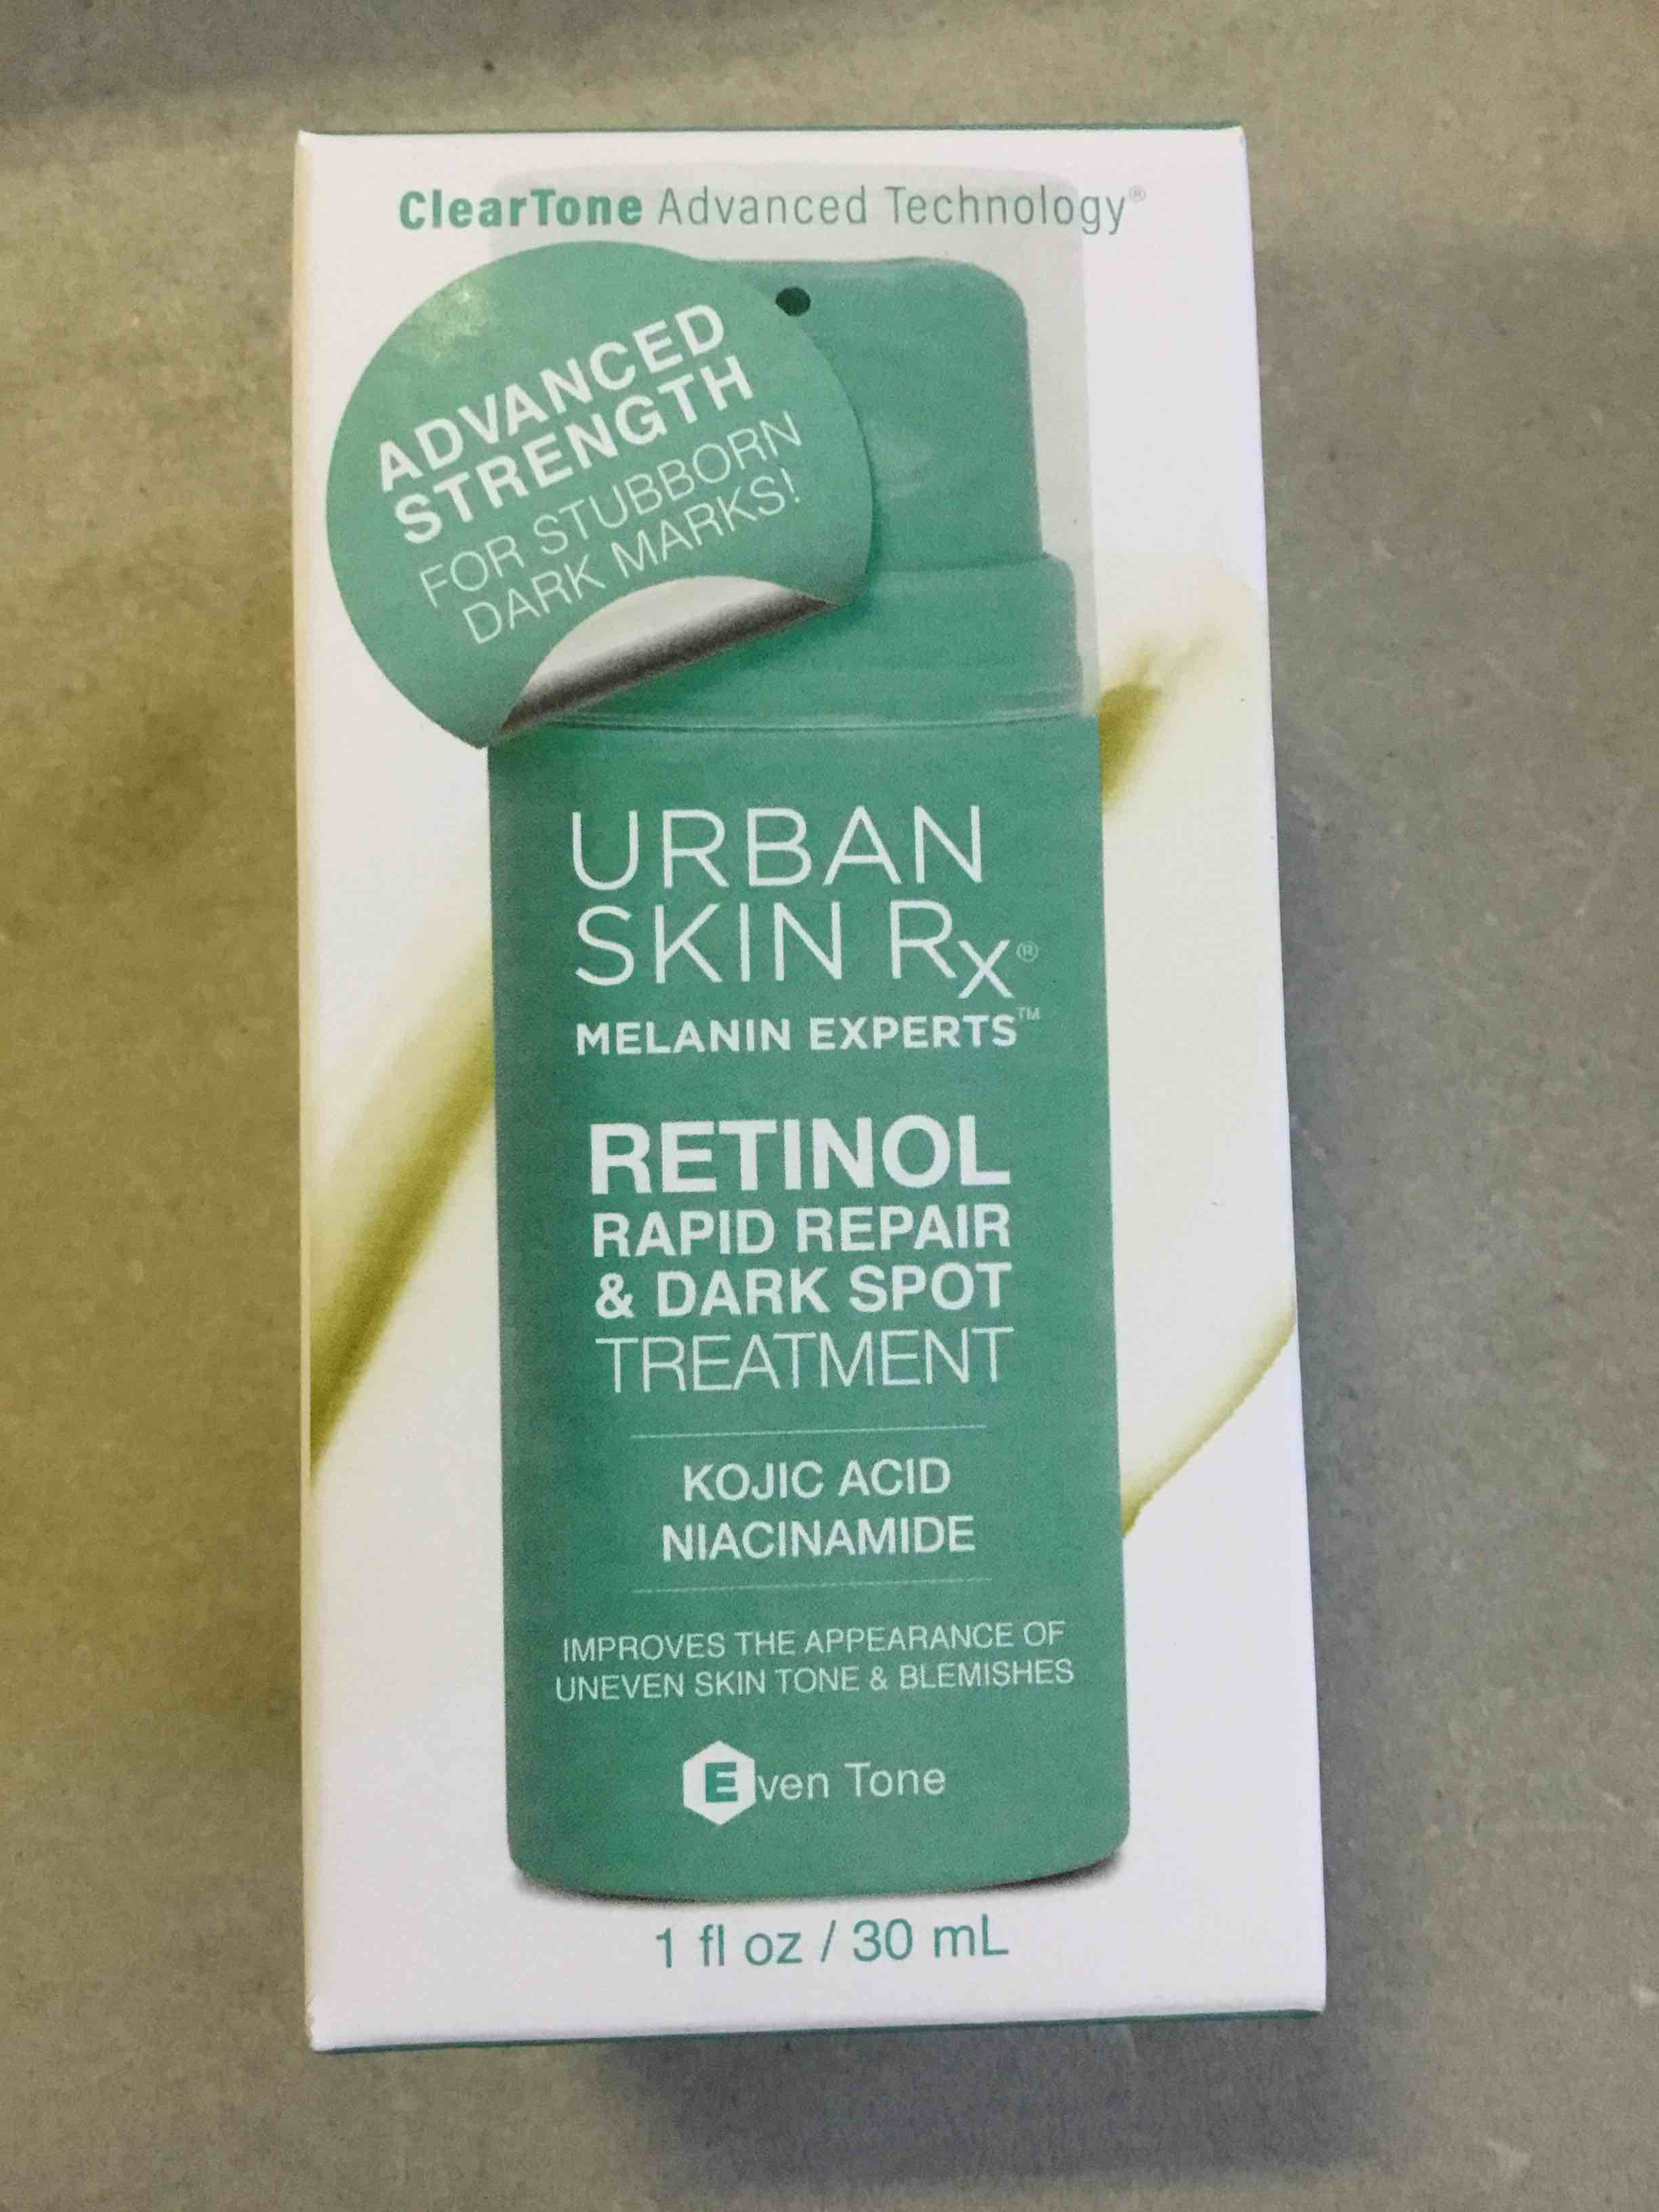 ClearTone Advanced Technology®
ADVANCED
STRENGTH
FOR STUBBORN
DARK MARKS!
URBAN
SKIN Rx®
MELANIN EXPERTS™
RETINOL
RAPID REPAIR
& DARK SPOT
TREATMENT
KOJIC ACID
NIACINAMIDE
IMPROVES THE APPEARANCE OF
UNEVEN SKIN TONE & BLEMISHES
Even Tone
1 fl oz / 30 mL